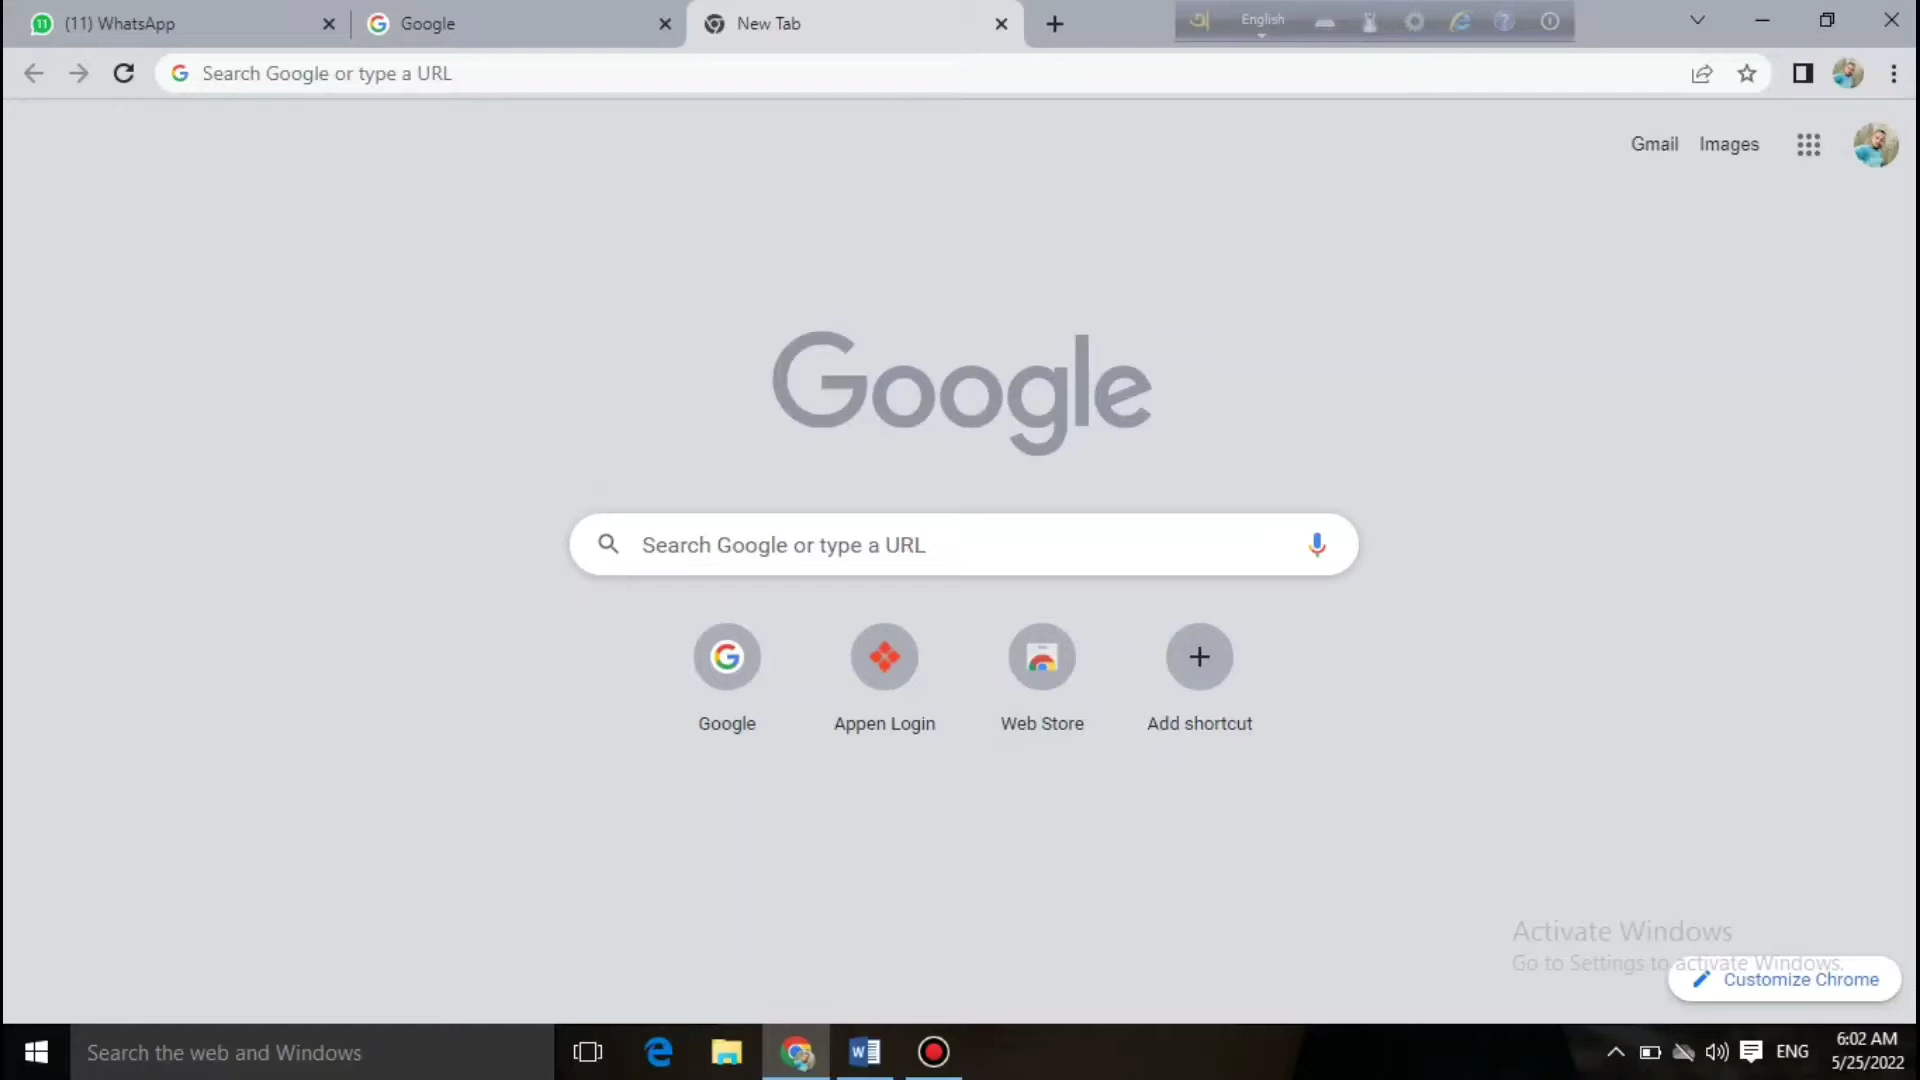 (11) WhatsApp
Google
New Tab
English
Search Google or type a URL
Gmail Images
Google
Search Google or type a URL
Google
Appen Login
Web Store
Add shortcut
Activate Windows
Go to Settings to activate Windows.
Customize Chrome
Search the web and Windows
ENG
6:02 AM
5/25/2022